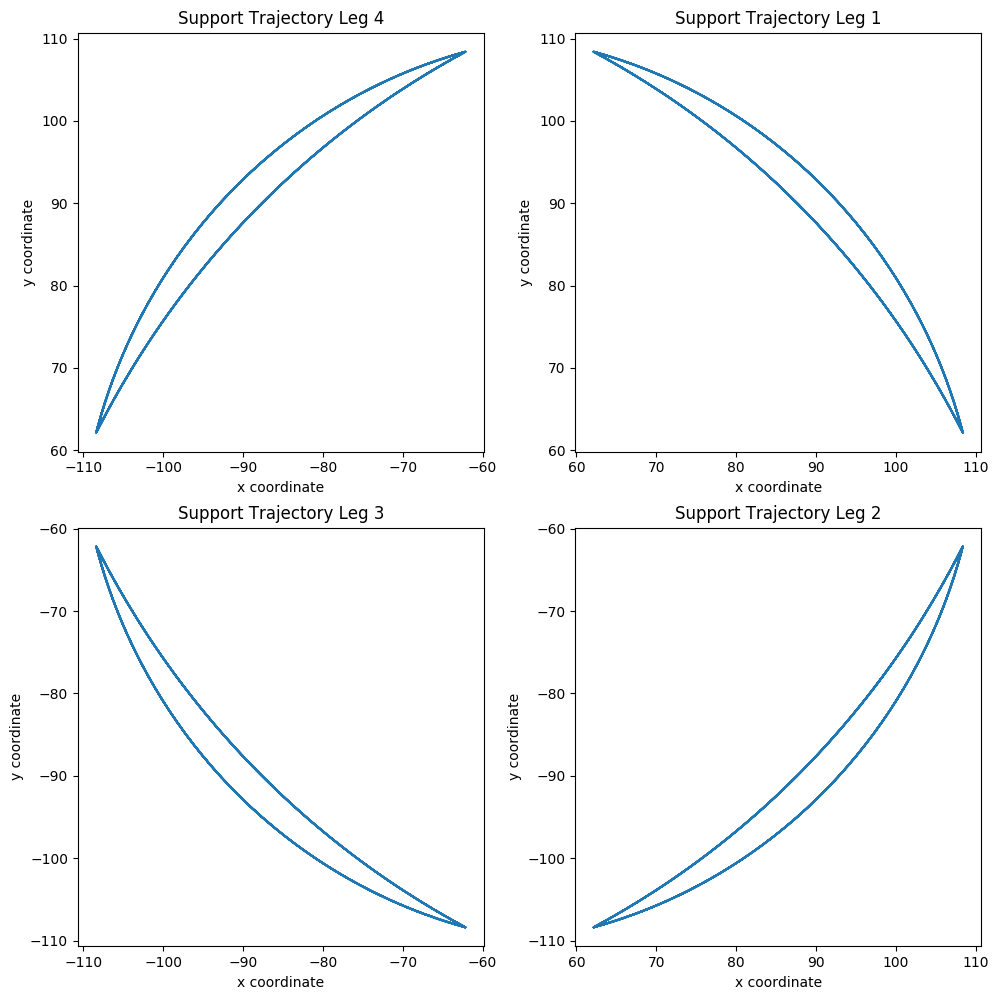 Support Trajectory Leg 4
110
100
90
80
70
60
y coordinate
−110 −100 −90 −80 −70 −60
x coordinate
Support Trajectory Leg 1
110
100
90
80
70
60
y coordinate
60 70 80 90 100 110
x coordinate
Support Trajectory Leg 3
−60
−70
−80
−90
−100
−110
y coordinate
−110 −100 −90 −80 −70 −60
x coordinate
Support Trajectory Leg 2
−60
−70
−80
−90
−100
−110
y coordinate
60 70 80 90 100 110
x coordinate